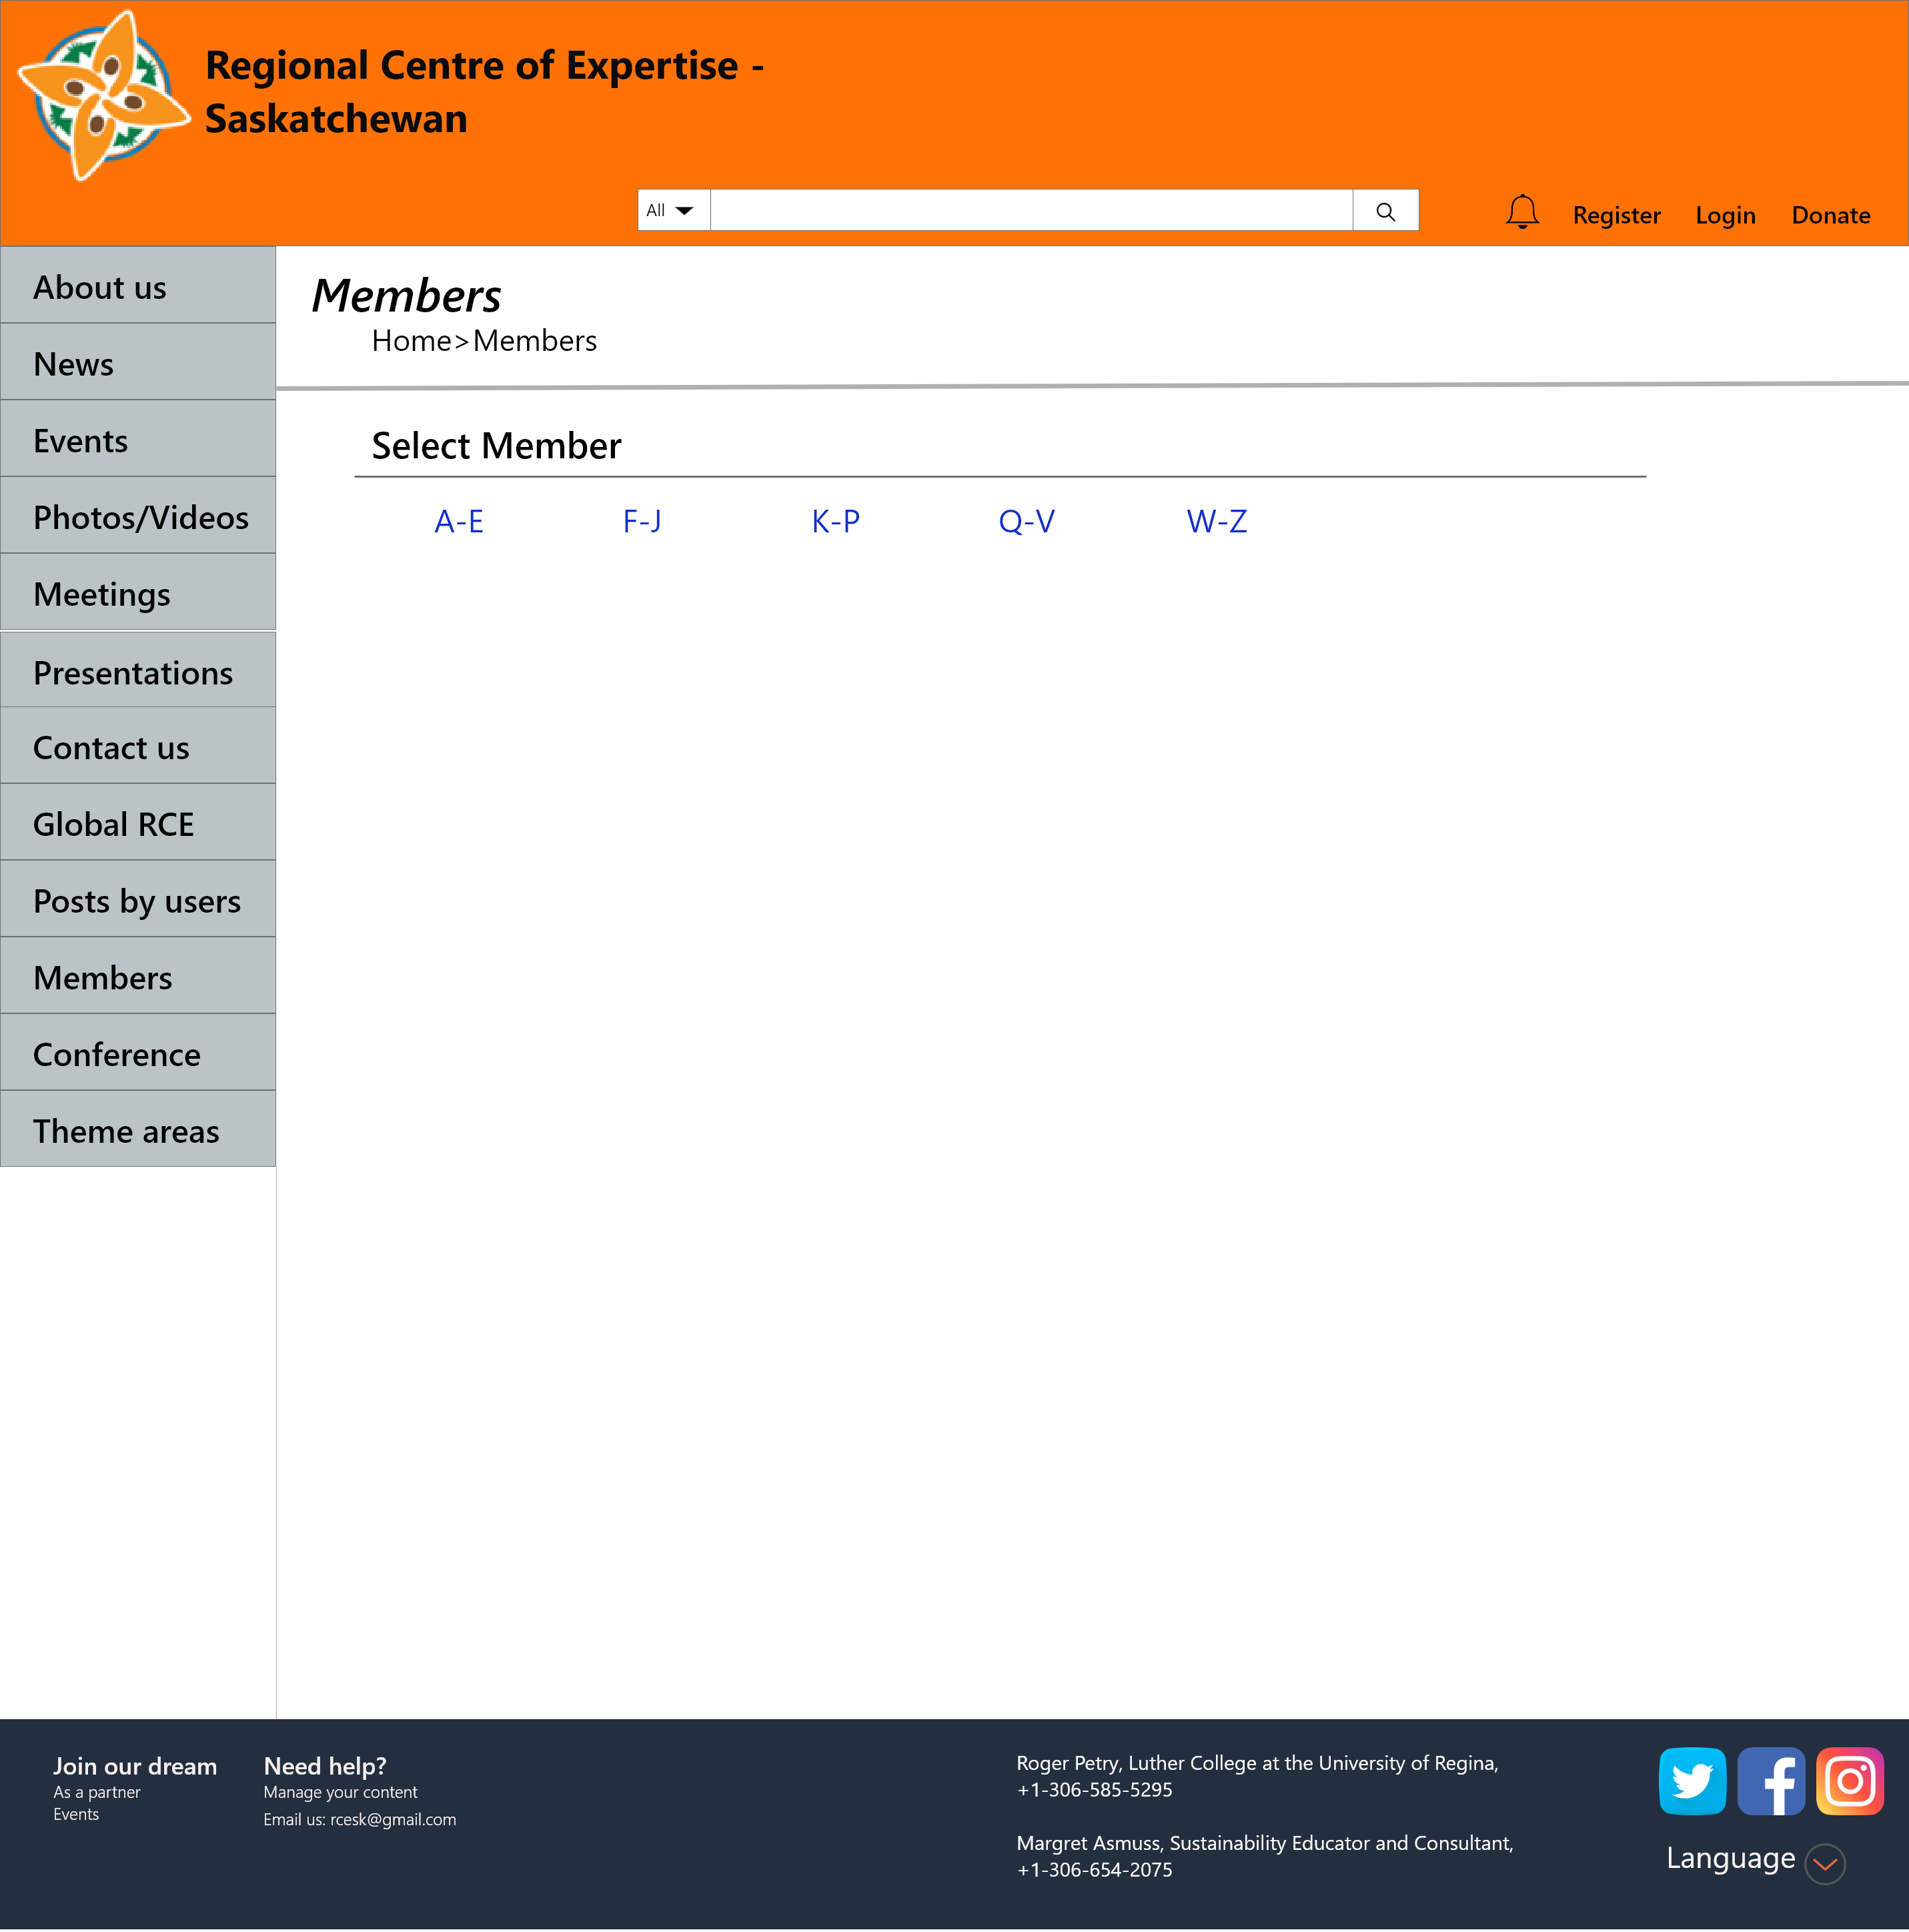 Regional Centre of Expertise -
Saskatchewan
All
Register Login Donate
About us
News
Events
Photos/Videos
Meetings
Presentations
Contact us
Global RCE
Posts by users
Members
Conference
Theme areas
Members
Home>Members
Select Member
A-E F-J K-P Q-V W-Z
Join our dream
As a partner
Events
Need help?
Manage your content
Email us: rcesk@gmail.com
Roger Petry, Luther College at the University of Regina,
+1-306-585-5295
Margret Asmuss, Sustainability Educator and Consultant,
+1-306-654-2075
Language